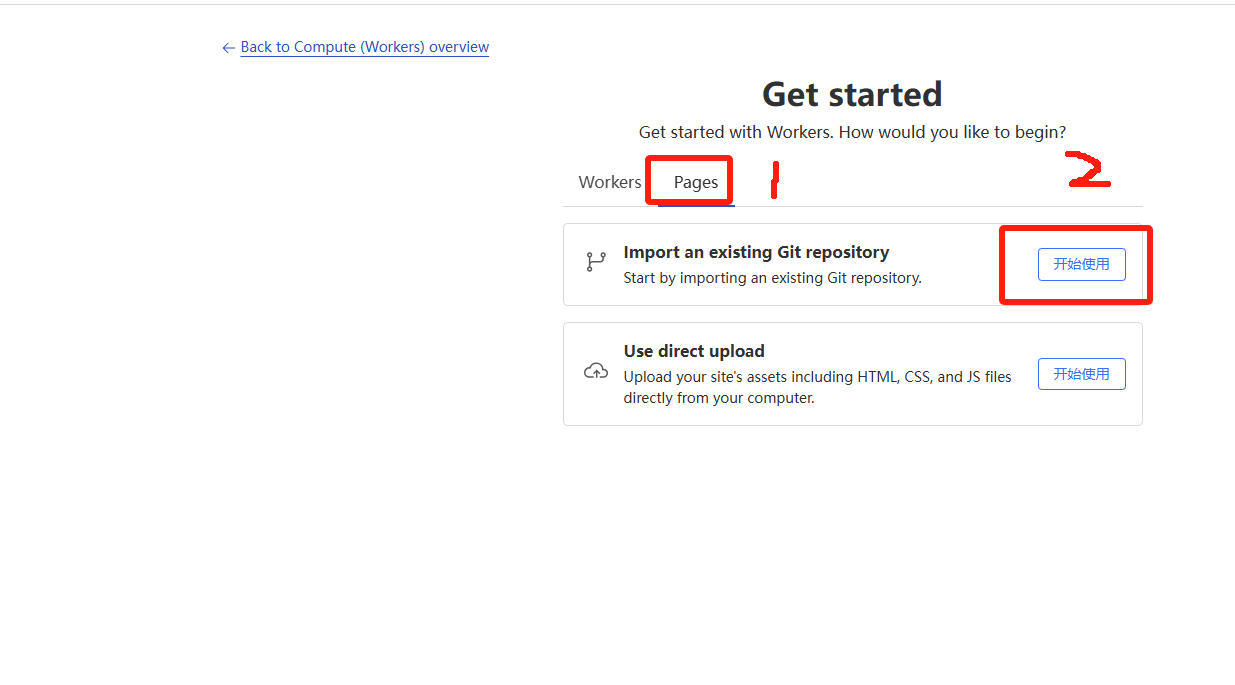 ← Back to Compute (Workers) overview
Get started
Get started with Workers. How would you like to begin?
Workers Pages 1 2
Import an existing Git repository
Start by importing an existing Git repository.
开始使用
Use direct upload
Upload your site's assets including HTML, CSS, and JS files
directly from your computer.
开始使用